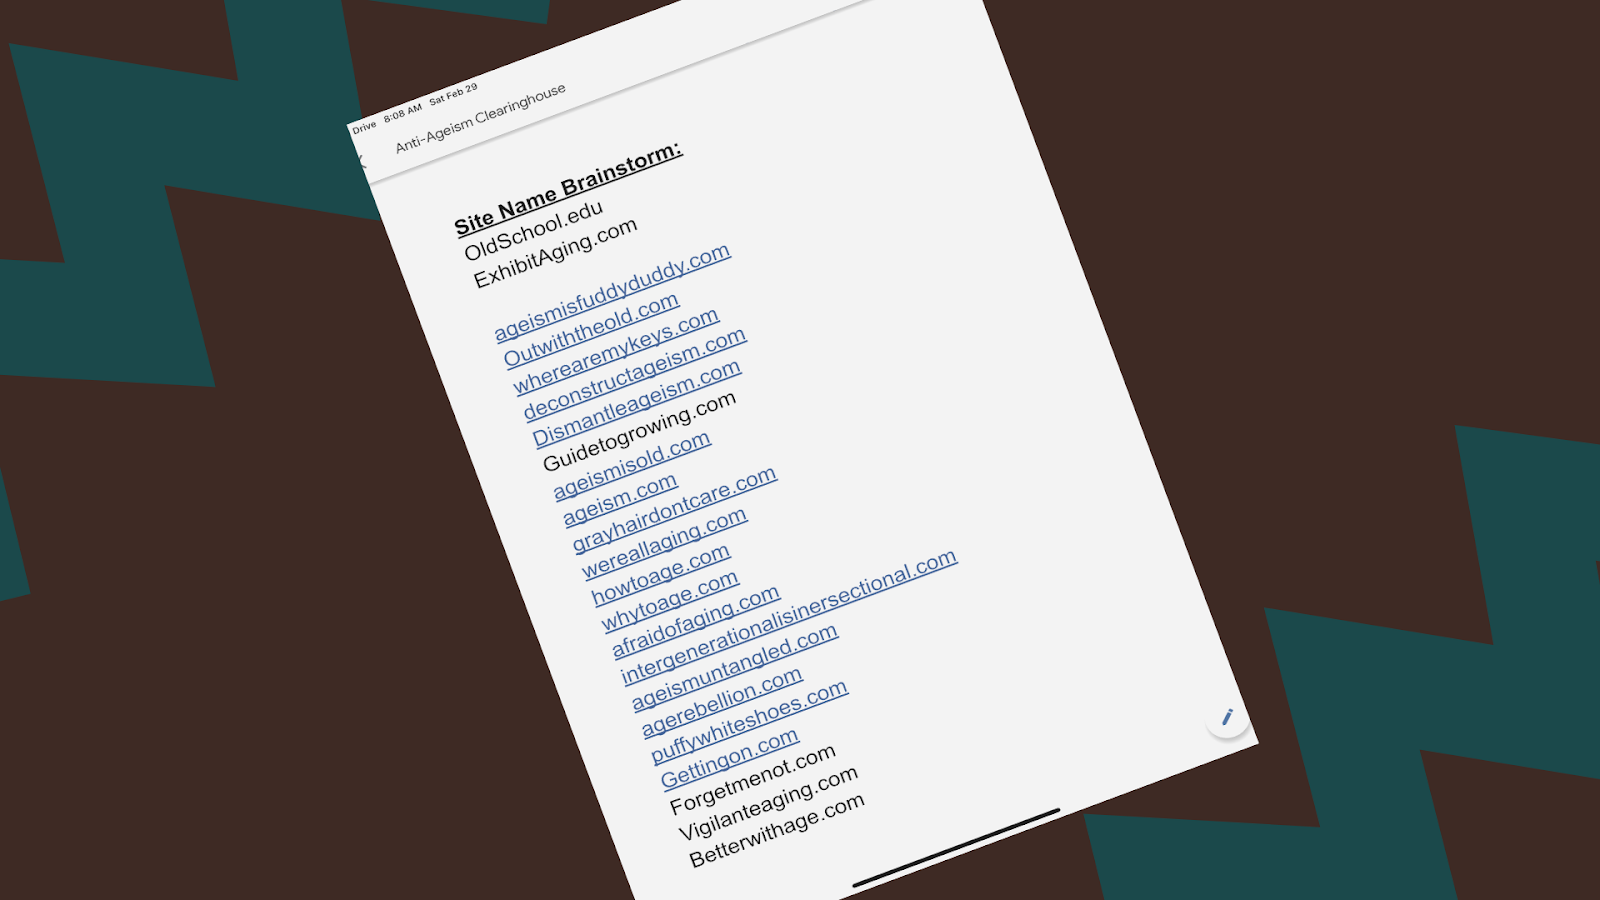 Drive 8:08 AM Sat Feb 29
Anti-Ageism Clearinghouse
Site Name Brainstorm:
OldSchool.edu
ExhibitAging.com
ageismisfuddyduddy.com
Outwiththeold.com
wherearemykeys.com
deconstructageism.com
Dismantleageism.com
Guidetogrowing.com
ageismisold.com
ageism.com
grayhairdontcare.com
wereallaging.com
howtoage.com
whytoage.com
afraidofaging.com
intergenerationalisinersectional.com
ageismuntangled.com
agerebellion.com
puffywhiteshoes.com
Gettingon.com
Forgetmenot.com
Vigilanteaging.com
Betterwithage.com